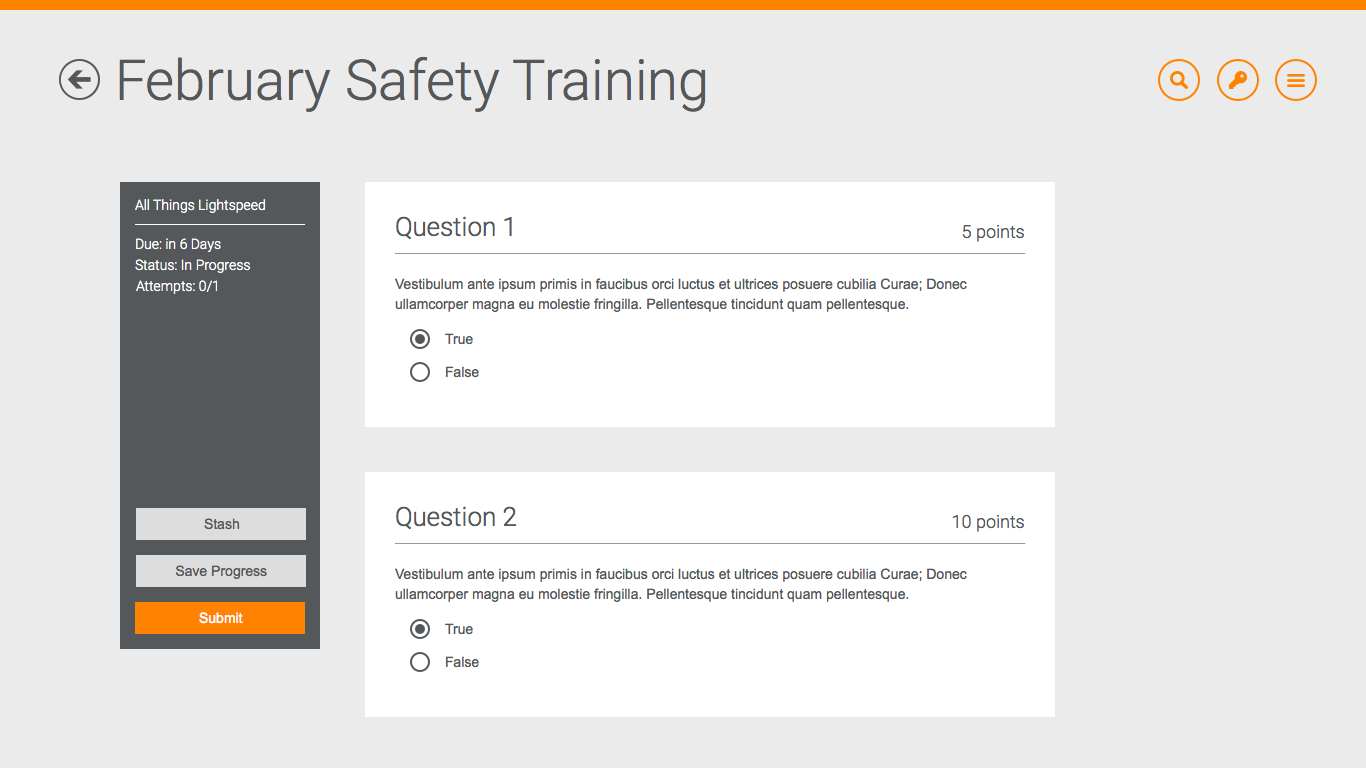 February Safety Training
All Things Lightspeed
Due: in 6 Days
Status: In Progress
Attempts: 0/1
Stash
Save Progress
Submit
Question 1
5 points
Vestibulum ante ipsum primis in faucibus orci luctus et ultrices posuere cubilia Curae; Donec
ullamcorper magna eu molestie fringilla. Pellentesque tincidunt quam pellentesque.
True
False
Question 2
10 points
Vestibulum ante ipsum primis in faucibus orci luctus et ultrices posuere cubilia Curae; Donec
ullamcorper magna eu molestie fringilla. Pellentesque tincidunt quam pellentesque.
True
False